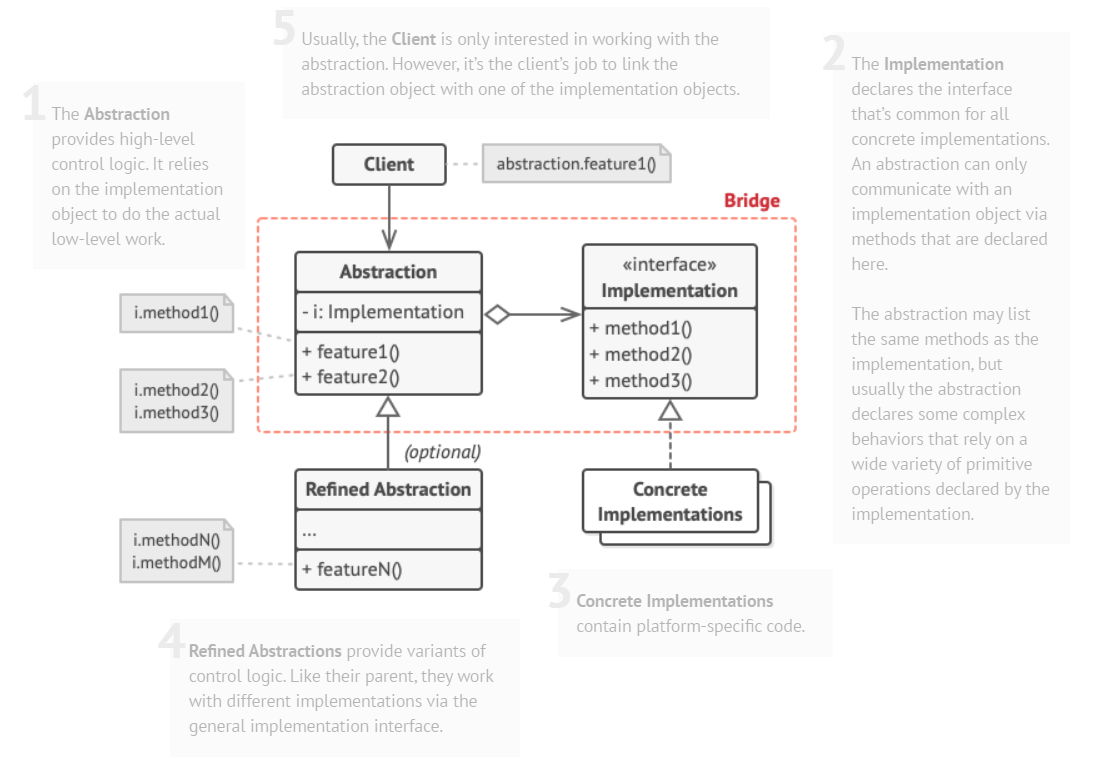 5
Usually, the Client is only interested in working with the
abstraction. However, it's the client's job to link the
abstraction object with one of the implementation objects.
1
The Abstraction
provides high-level
control logic. It relies
on the implementation
object to do the actual
low-level work.
2
The Implementation
declares the interface
that's common for all
concrete implementations.
An abstraction can only
communicate with an
implementation object via
methods that are declared
here.
The abstraction may list
the same methods as the
implementation, but
usually the abstraction
declares some complex
behaviors that rely on a
wide variety of primitive
operations declared by the
implementation.
Client
abstraction.feature1()
Bridge
Abstraction
- i: Implementation
+ feature1()
+ feature2()
i.method1()
i.method2()
i.method3()
«interface»
Implementation
+ method1()
+ method2()
+ method3()
(optional)
Refined Abstraction
...
+ featureN()
i.methodN()
i.methodM()
Concrete
Implementations
3
Concrete Implementations
contain platform-specific code.
4
Refined Abstractions provide variants of
control logic. Like their parent, they work
with different implementations via the
general implementation interface.